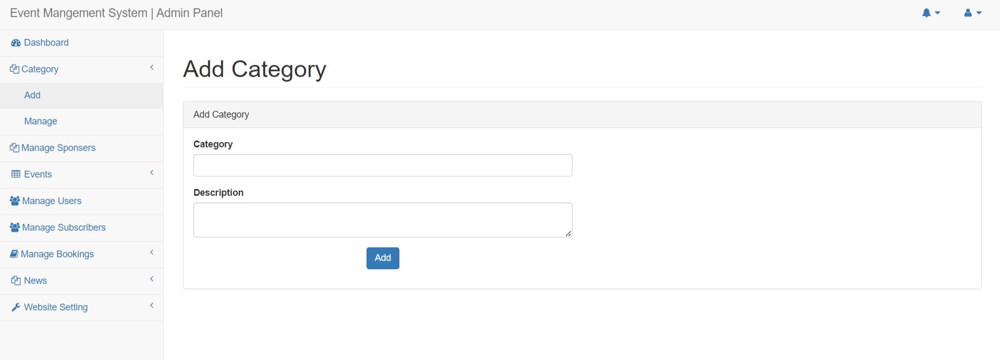 Event Mangement System | Admin Panel
Dashboard
Category
Add
Manage
Manage Sponsers
Events
Manage Users
Manage Subscribers
Manage Bookings
News
Website Setting
Add Category
Add Category
Category
Description
Add